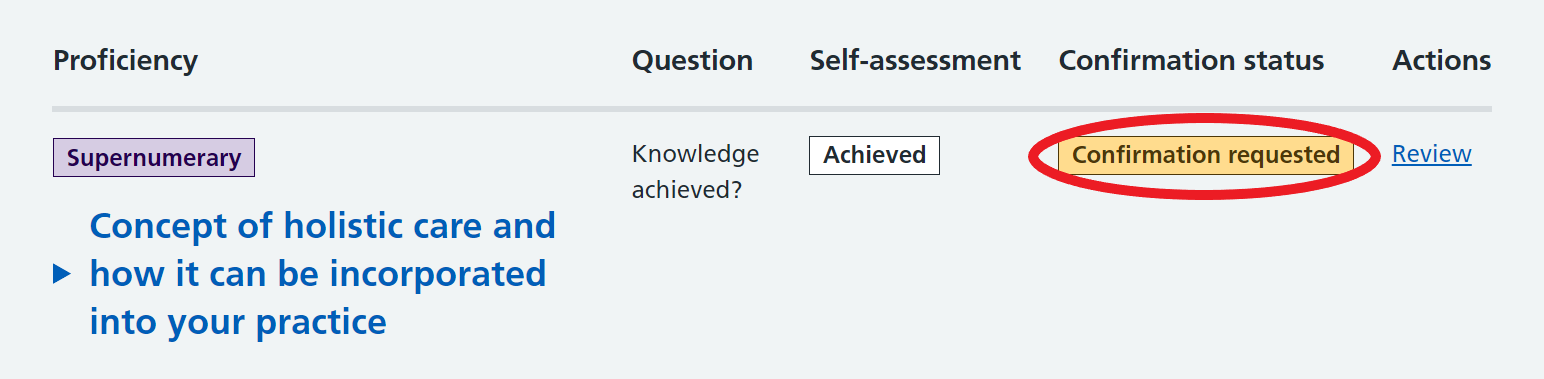 Proficiency Question Self-assessment Confirmation status Actions
Supernumerary Knowledge Achieved Confirmation requested Review
achieved?
Concept of holistic care and
how it can be incorporated
into your practice